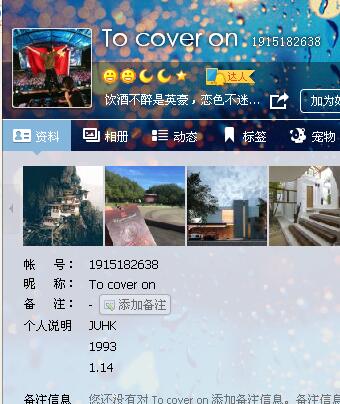 To cover on 1915182638
达人
饮酒不醉是英豪，恋色不迷...
加为好
资料 相册 动态 标签 宠物
帐 号： 1915182638
昵 称： To cover on
备 注： - 添加备注
个人说明 JUHK
1993
1.14
备注信息 您还没有对 To cover on 添加备注信息。备注信息